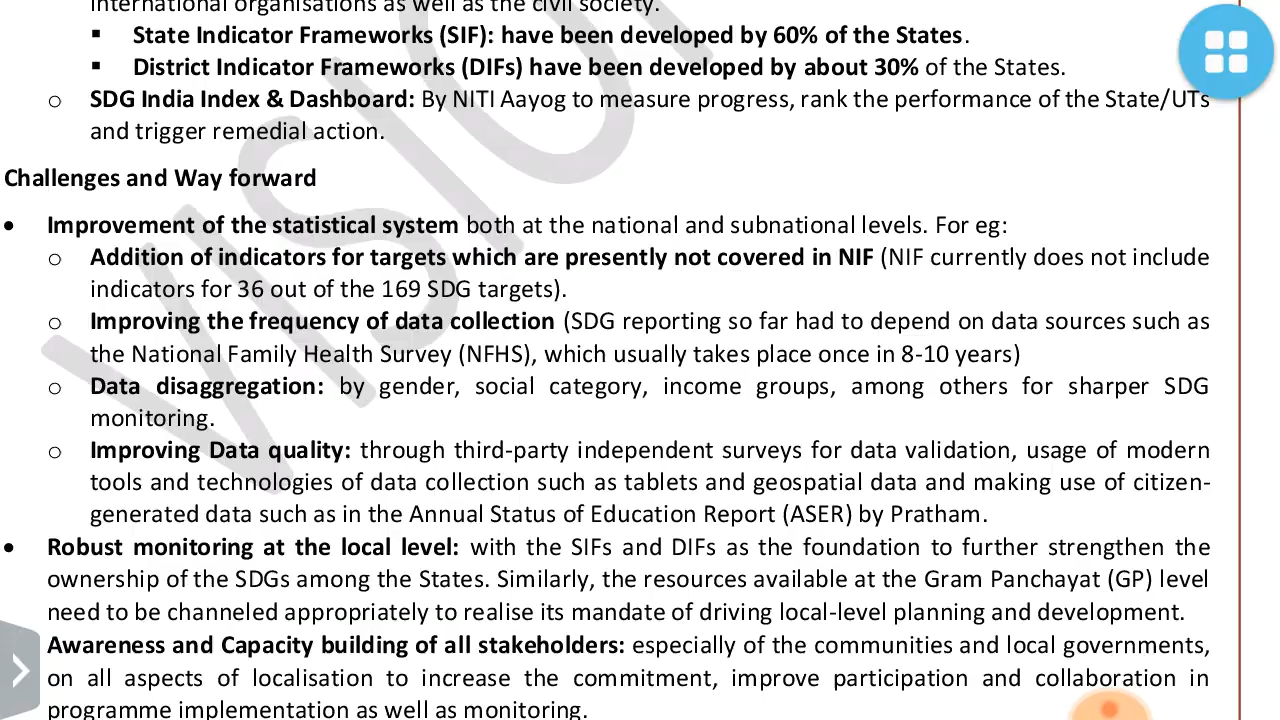 international organisations as well as the civil society.
▪ State Indicator Frameworks (SIF): have been developed by 60% of the States.
▪ District Indicator Frameworks (DIFs) have been developed by about 30% of the States.
o SDG India Index & Dashboard: By NITI Aayog to measure progress, rank the performance of the State/UTs
and trigger remedial action.
Challenges and Way forward
• Improvement of the statistical system both at the national and subnational levels. For eg:
o Addition of indicators for targets which are presently not covered in NIF (NIF currently does not include
indicators for 36 out of the 169 SDG targets).
o Improving the frequency of data collection (SDG reporting so far had to depend on data sources such as
the National Family Health Survey (NFHS), which usually takes place once in 8-10 years)
o Data disaggregation: by gender, social category, income groups, among others for sharper SDG
monitoring.
o Improving Data quality: through third-party independent surveys for data validation, usage of modern
tools and technologies of data collection such as tablets and geospatial data and making use of citizen-
generated data such as in the Annual Status of Education Report (ASER) by Pratham.
• Robust monitoring at the local level: with the SIFs and DIFs as the foundation to further strengthen the
ownership of the SDGs among the States. Similarly, the resources available at the Gram Panchayat (GP) level
need to be channeled appropriately to realise its mandate of driving local-level planning and development.
Awareness and Capacity building of all stakeholders: especially of the communities and local governments,
on all aspects of localisation to increase the commitment, improve participation and collaboration in
programme implementation as well as monitoring.